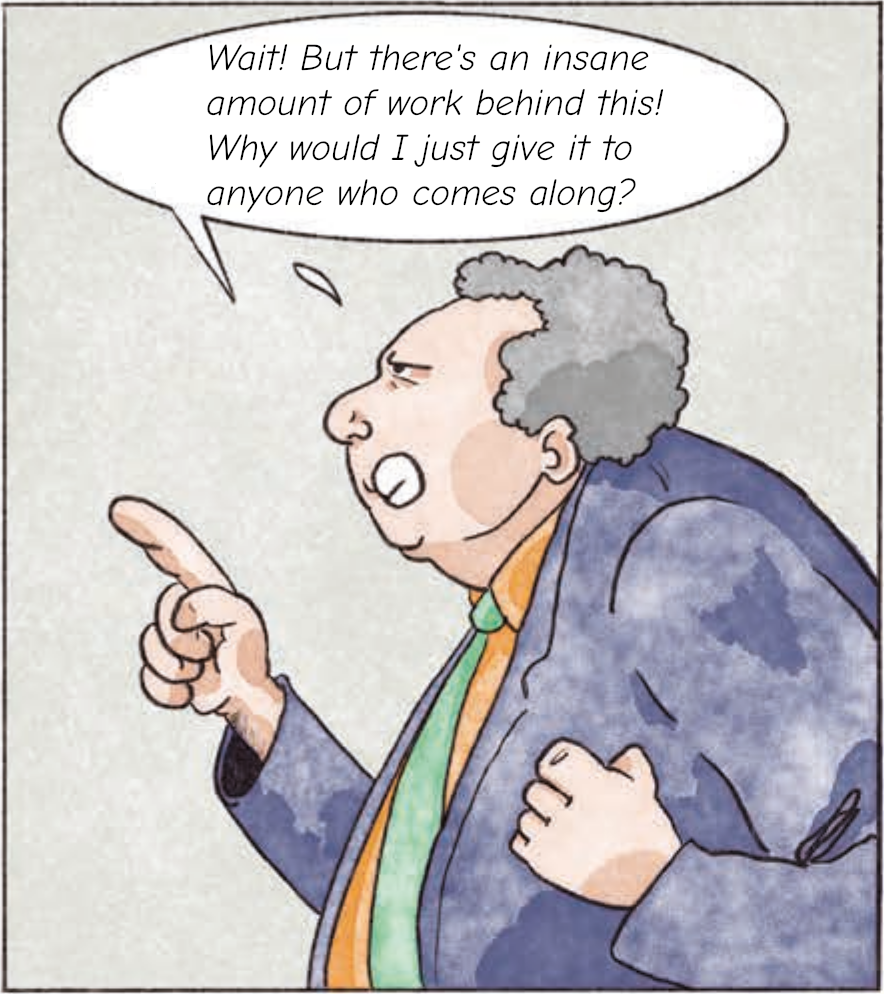 Wait! But there's an insane
amount of work behind this!
Why would I just give it to
anyone who comes along?